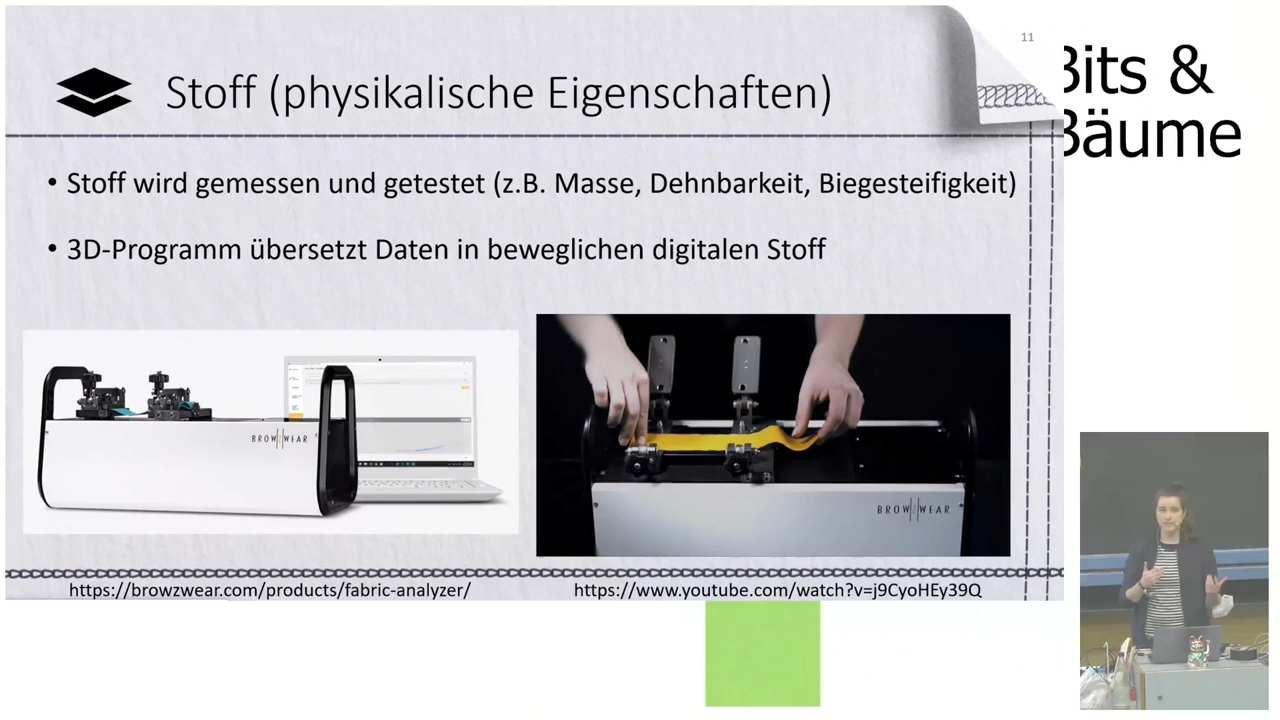 11
Bits &
Bäume
Stoff (physikalische Eigenschaften)
• Stoff wird gemessen und getestet (z.B. Masse, Dehnbarkeit, Biegesteifigkeit)
• 3D-Programm übersetzt Daten in beweglichen digitalen Stoff
BROWZWEAR
BROWZWEAR
https://browzwear.com/products/fabric-analyzer/
https://www.youtube.com/watch?v=j9CyoHEy39Q